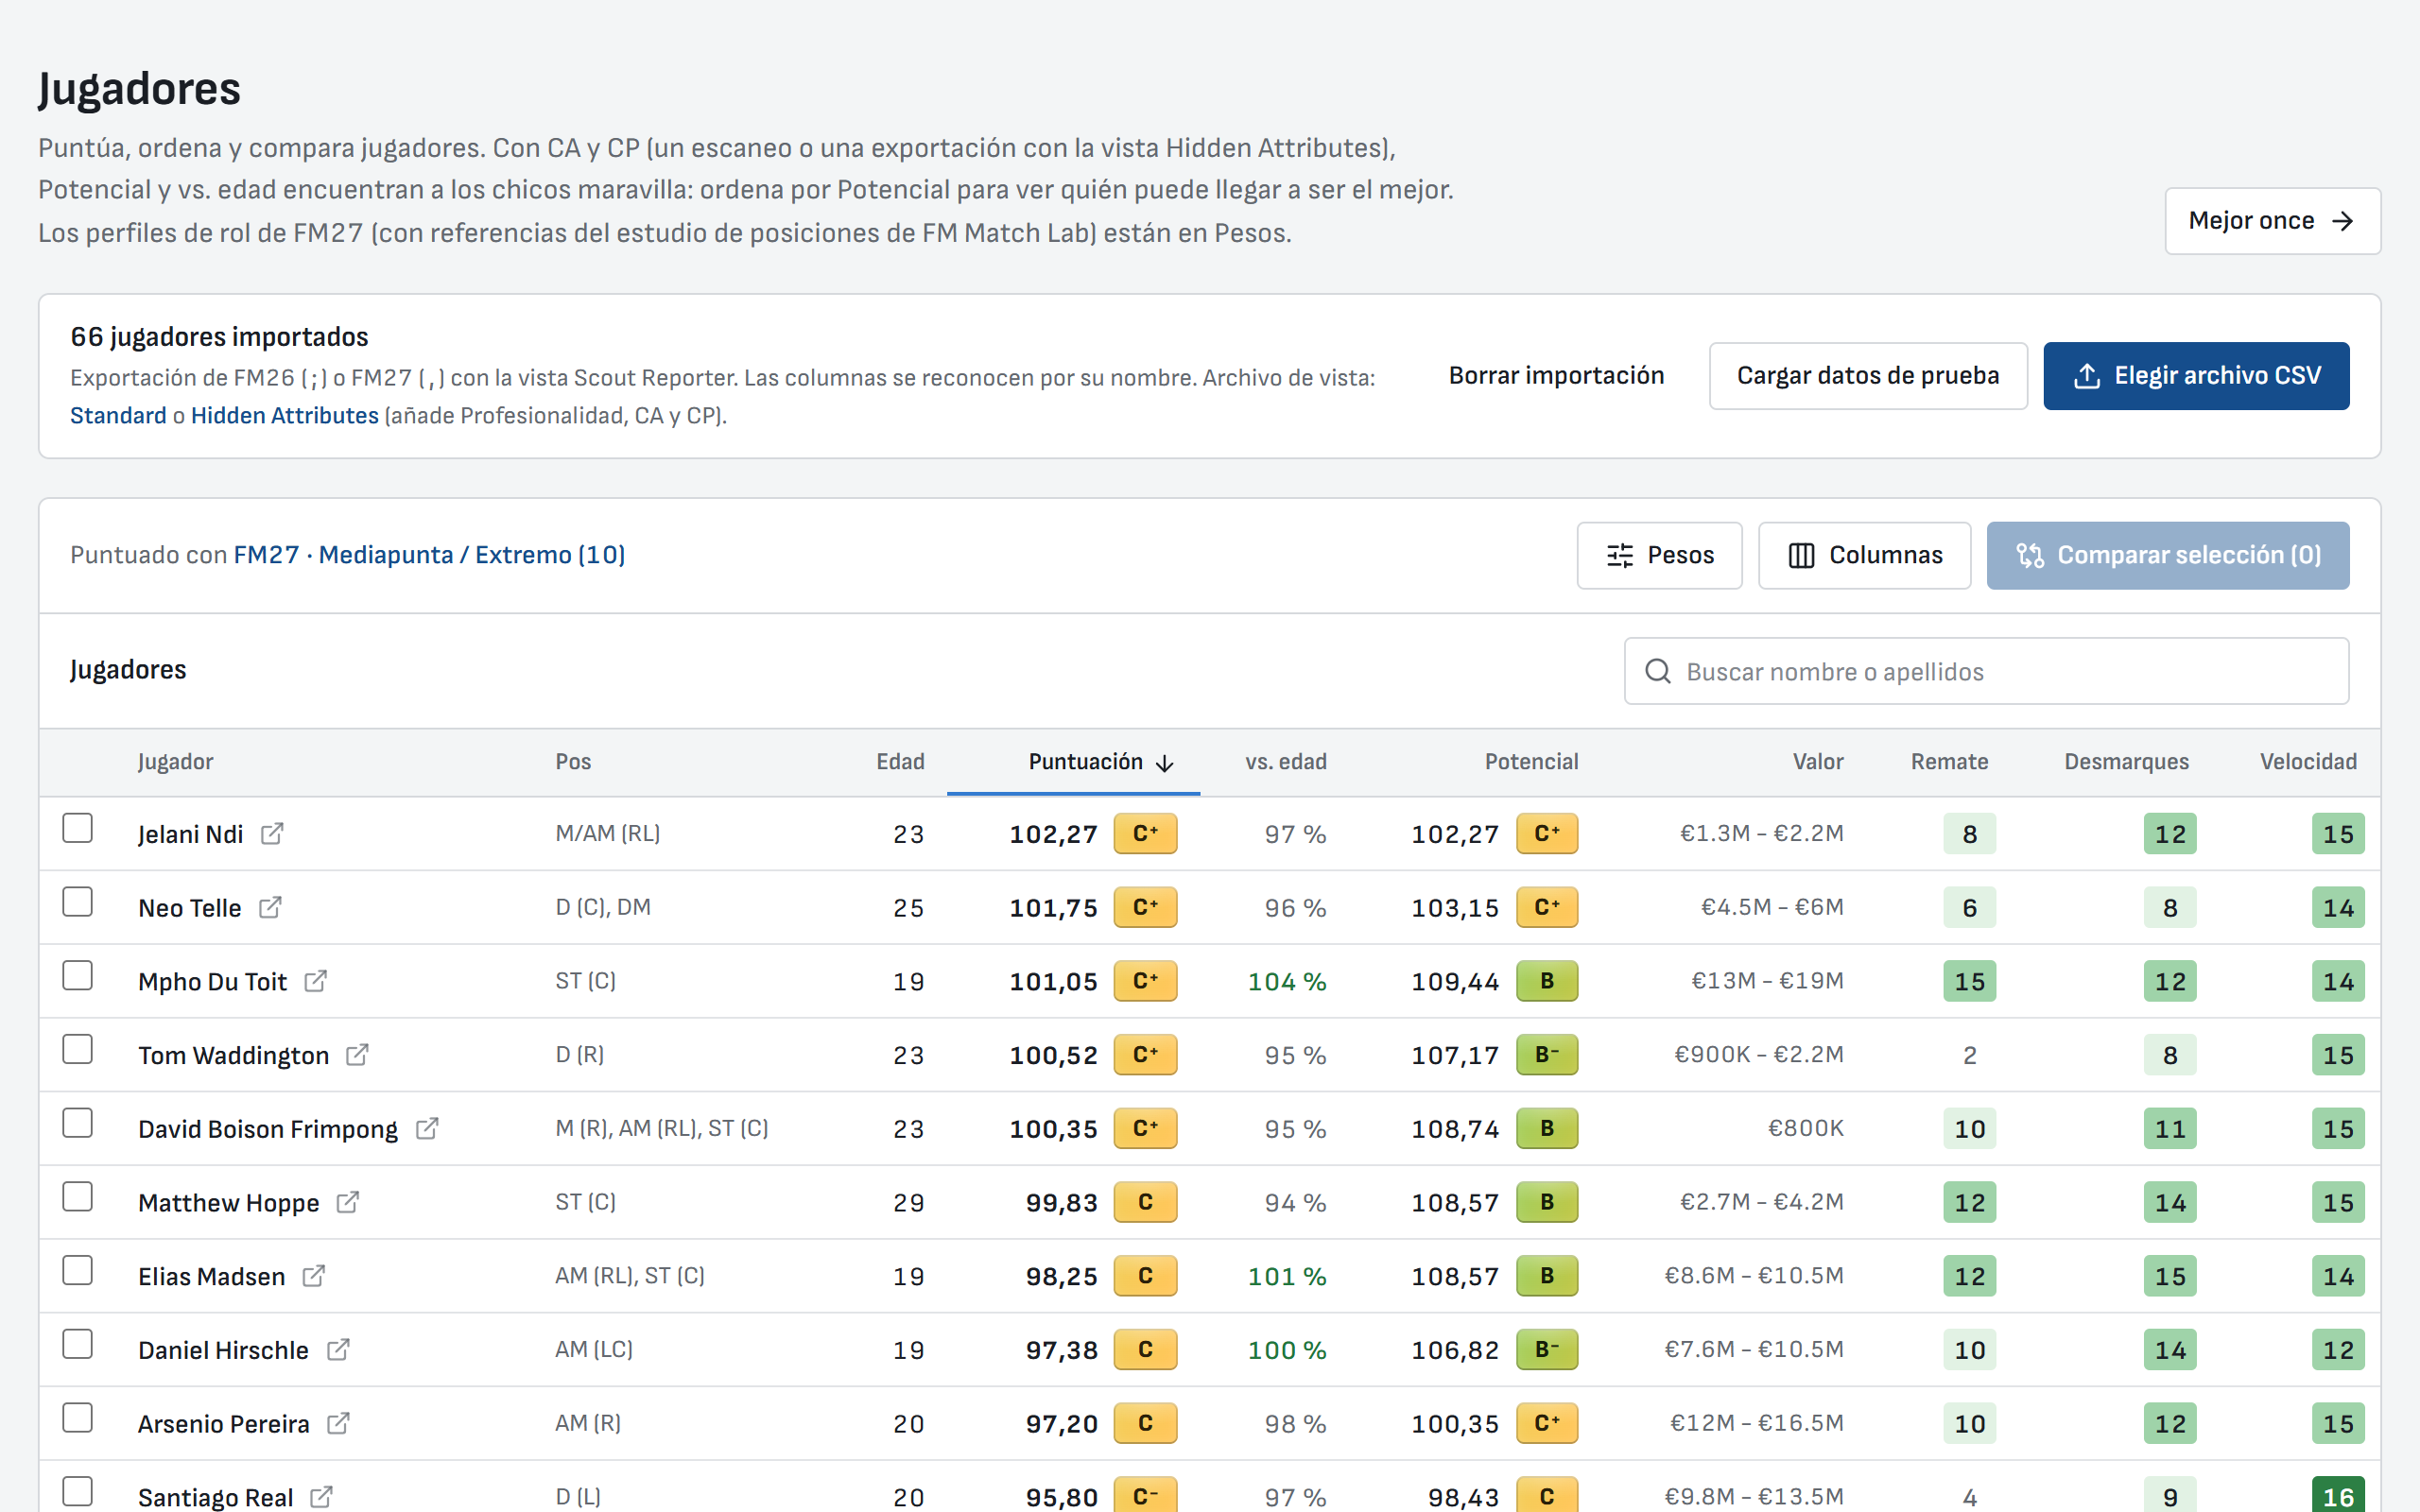 Jugadores
Puntúa, ordena y compara jugadores. Con CA y CP (un escaneo o una exportación con la vista Hidden Attributes),
Potencial y vs. edad encuentran a los chicos maravilla: ordena por Potencial para ver quién puede llegar a ser el mejor.
Los perfiles de rol de FM27 (con referencias del estudio de posiciones de FM Match Lab) están en Pesos.
Mejor once →
66 jugadores importados
Exportación de FM26 (;) o FM27 (,) con la vista Scout Reporter. Las columnas se reconocen por su nombre. Archivo de vista:
Standard o Hidden Attributes (añade Profesionalidad, CA y CP).
Borrar importación Cargar datos de prueba Elegir archivo CSV
Puntuado con FM27 · Mediapunta / Extremo (10) Pesos Columnas Comparar selección (0)
Jugadores Buscar nombre o apellidos
Jugador Pos Edad Puntuación ↓ vs. edad Potencial Valor Remate Desmarques Velocidad
Jelani Ndi M/AM (RL) 23 102,27 C+ 97 % 102,27 C+ €1.3M - €2.2M 8 12 15
Neo Telle D (C), DM 25 101,75 C+ 96 % 103,15 C+ €4.5M - €6M 6 8 14
Mpho Du Toit ST (C) 19 101,05 C+ 104 % 109,44 B €13M - €19M 15 12 14
Tom Waddington D (R) 23 100,52 C+ 95 % 107,17 B- €900K - €2.2M 2 8 15
David Boison Frimpong M (R), AM (RL), ST (C) 23 100,35 C+ 95 % 108,74 B €800K 10 11 15
Matthew Hoppe ST (C) 29 99,83 C 94 % 108,57 B €2.7M - €4.2M 12 14 15
Elias Madsen AM (RL), ST (C) 19 98,25 C 101 % 108,57 B €8.6M - €10.5M 12 15 14
Daniel Hirschle AM (LC) 19 97,38 C 100 % 106,82 B- €7.6M - €10.5M 10 14 12
Arsenio Pereira AM (R) 20 97,20 C 98 % 100,35 C+ €12M - €16.5M 10 12 15
Santiago Real D (L) 20 95,80 C- 97 % 98,43 C €9.8M - €13.5M 4 9 16